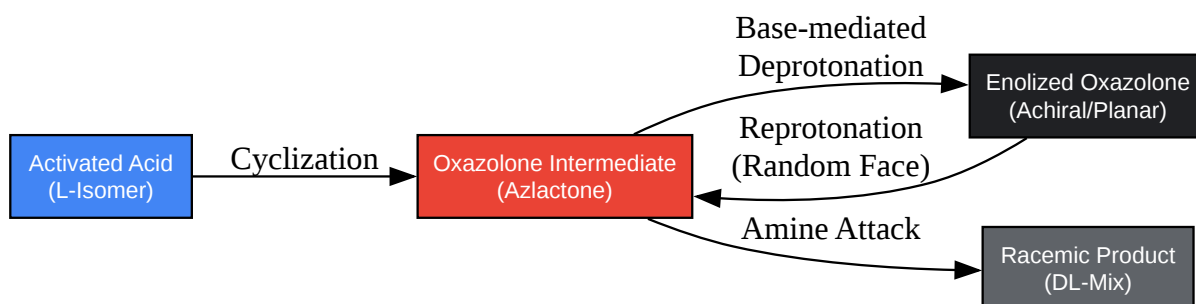 Activated Acid
(L-Isomer)
Cyclization
Oxazolone Intermediate
(Azlactone)
Base-mediated
Deprotonation
Reprotonation
(Random Face)
Enolized Oxazolone
(Achiral/Planar)
Amine Attack
Racemic Product
(DL-Mix)